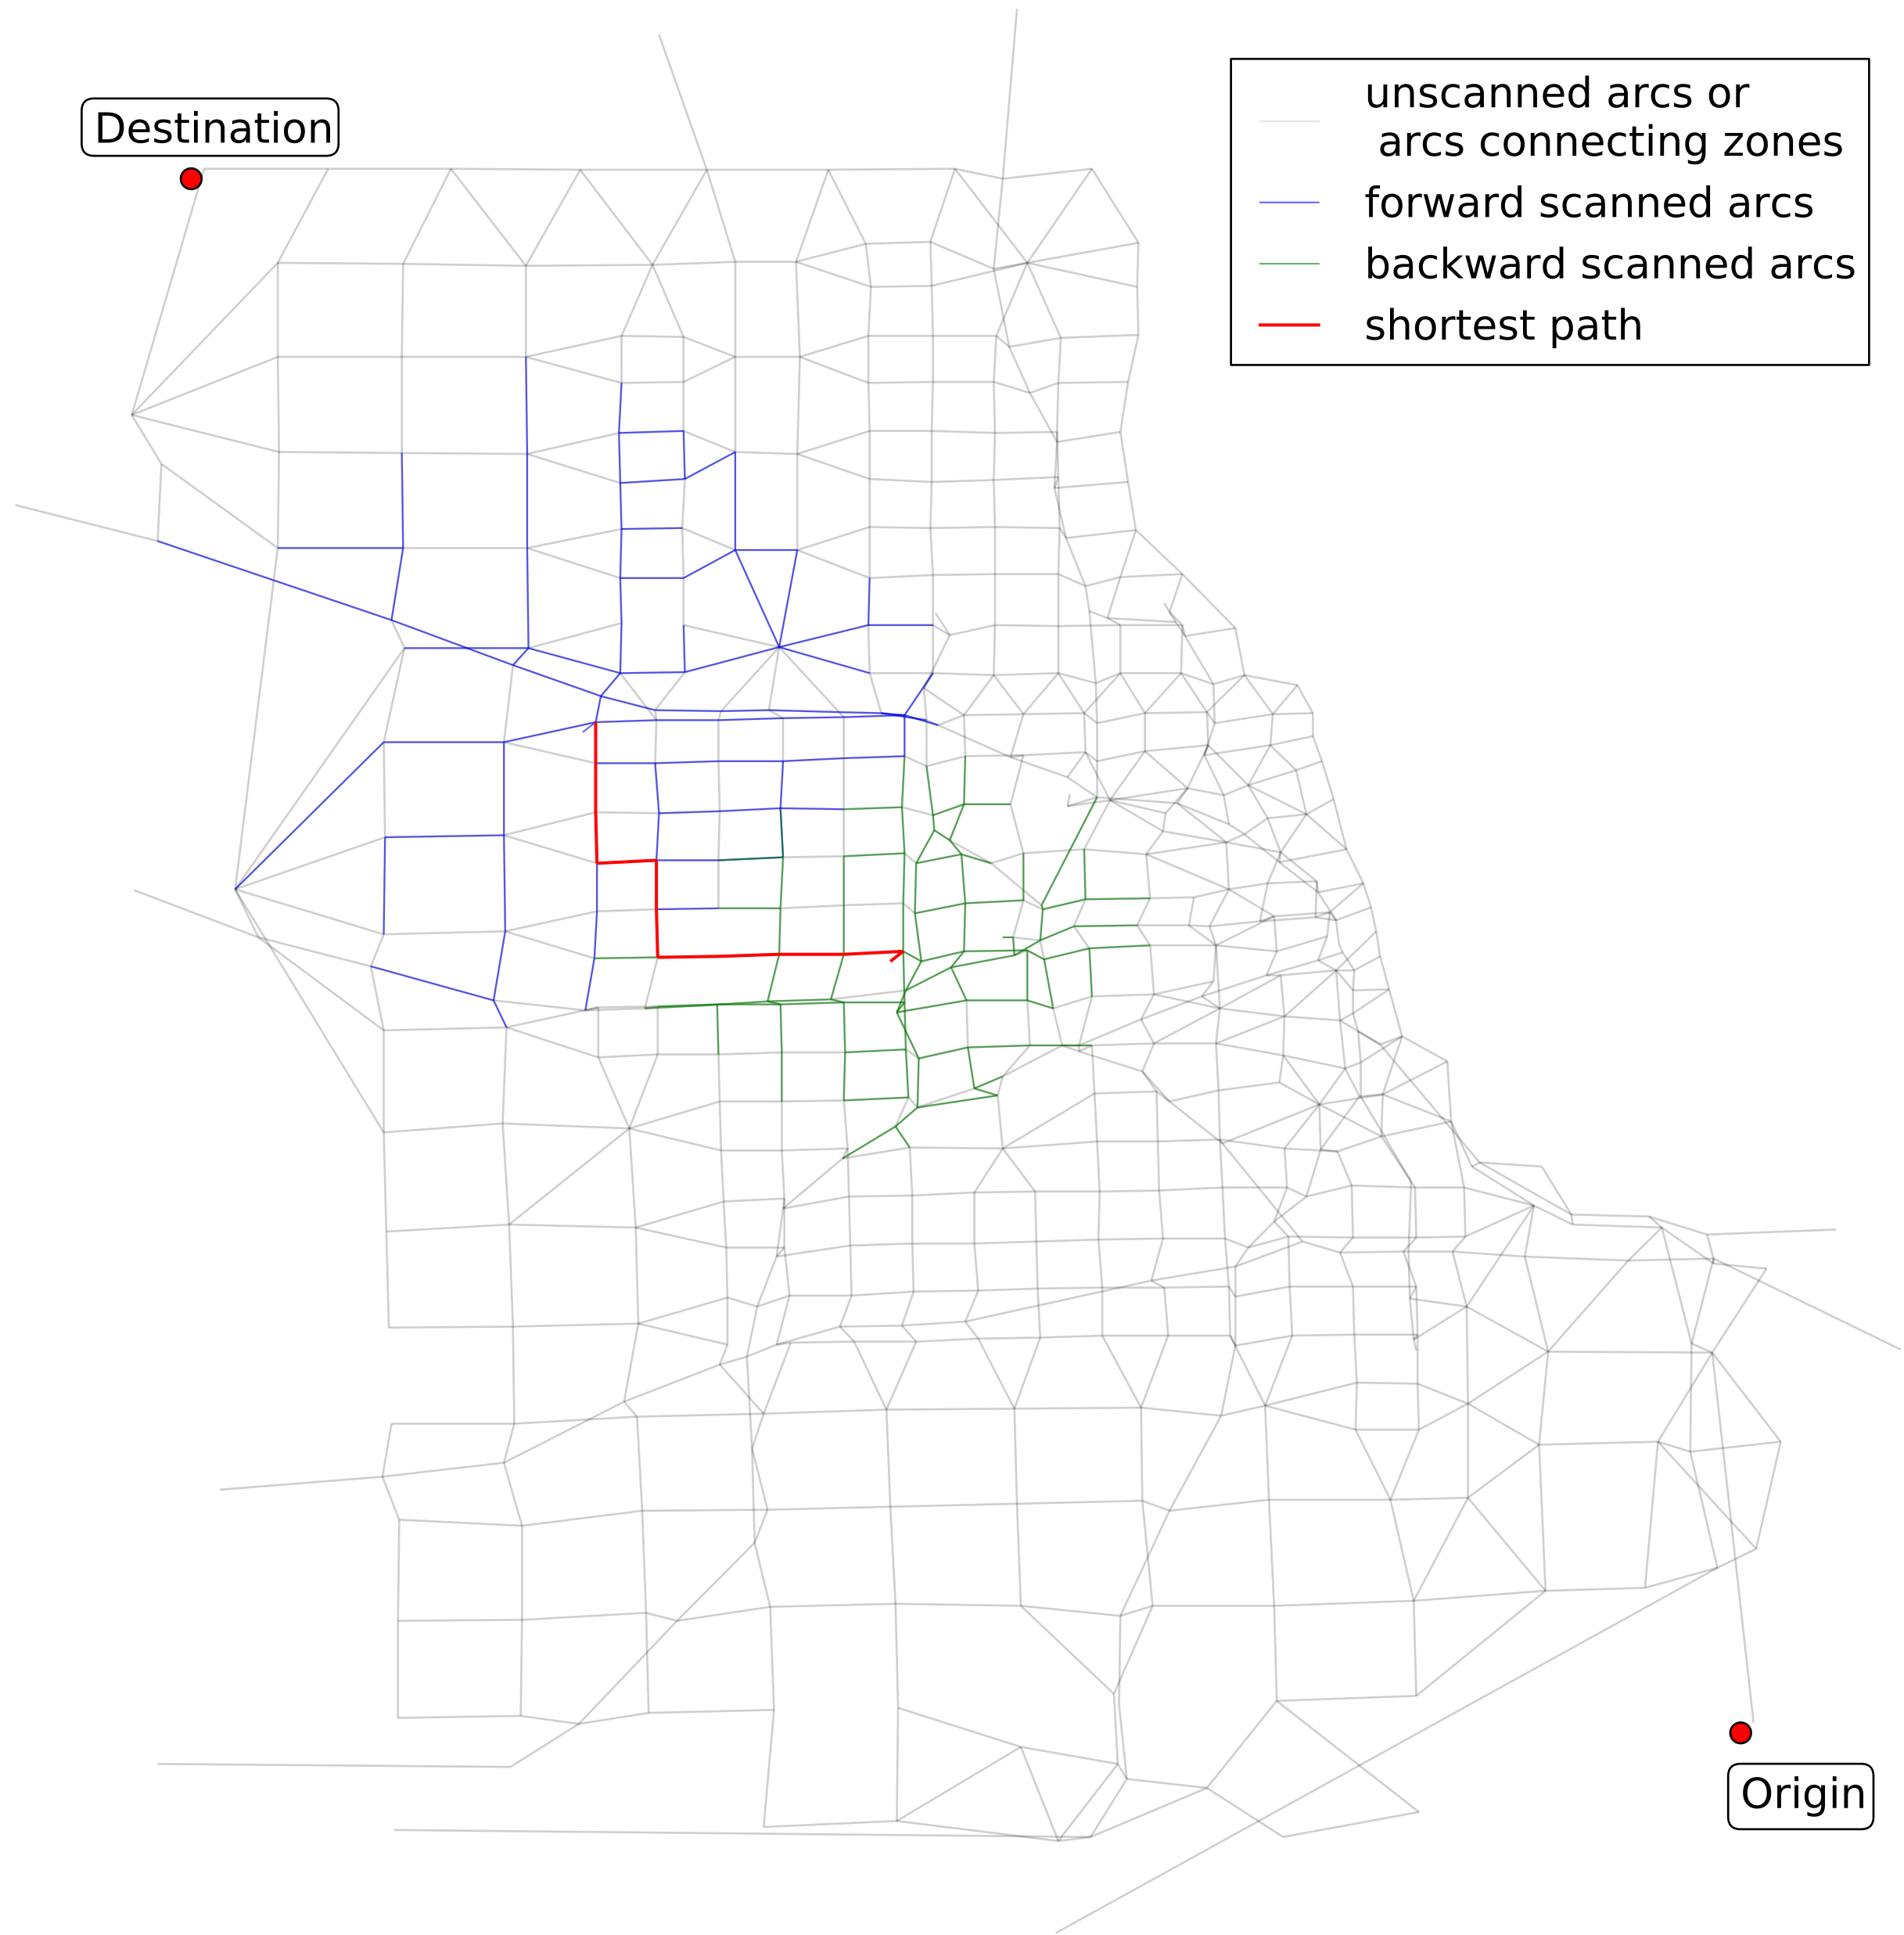 Destination
unscanned arcs or
arcs connecting zones
forward scanned arcs
backward scanned arcs
shortest path
Origin